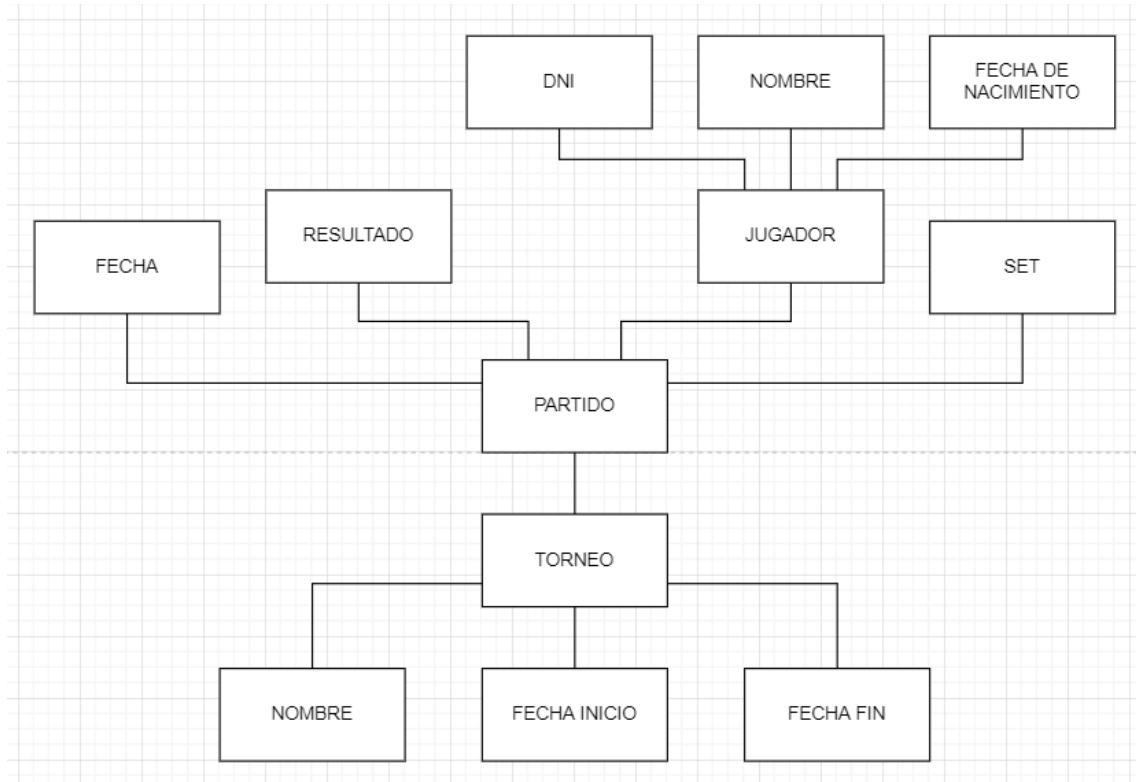 DNI
NOMBRE
FECHA DE
NACIMIENTO
RESULTADO
JUGADOR
FECHA
SET
PARTIDO
TORNEO
NOMBRE
FECHA INICIO
FECHA FIN